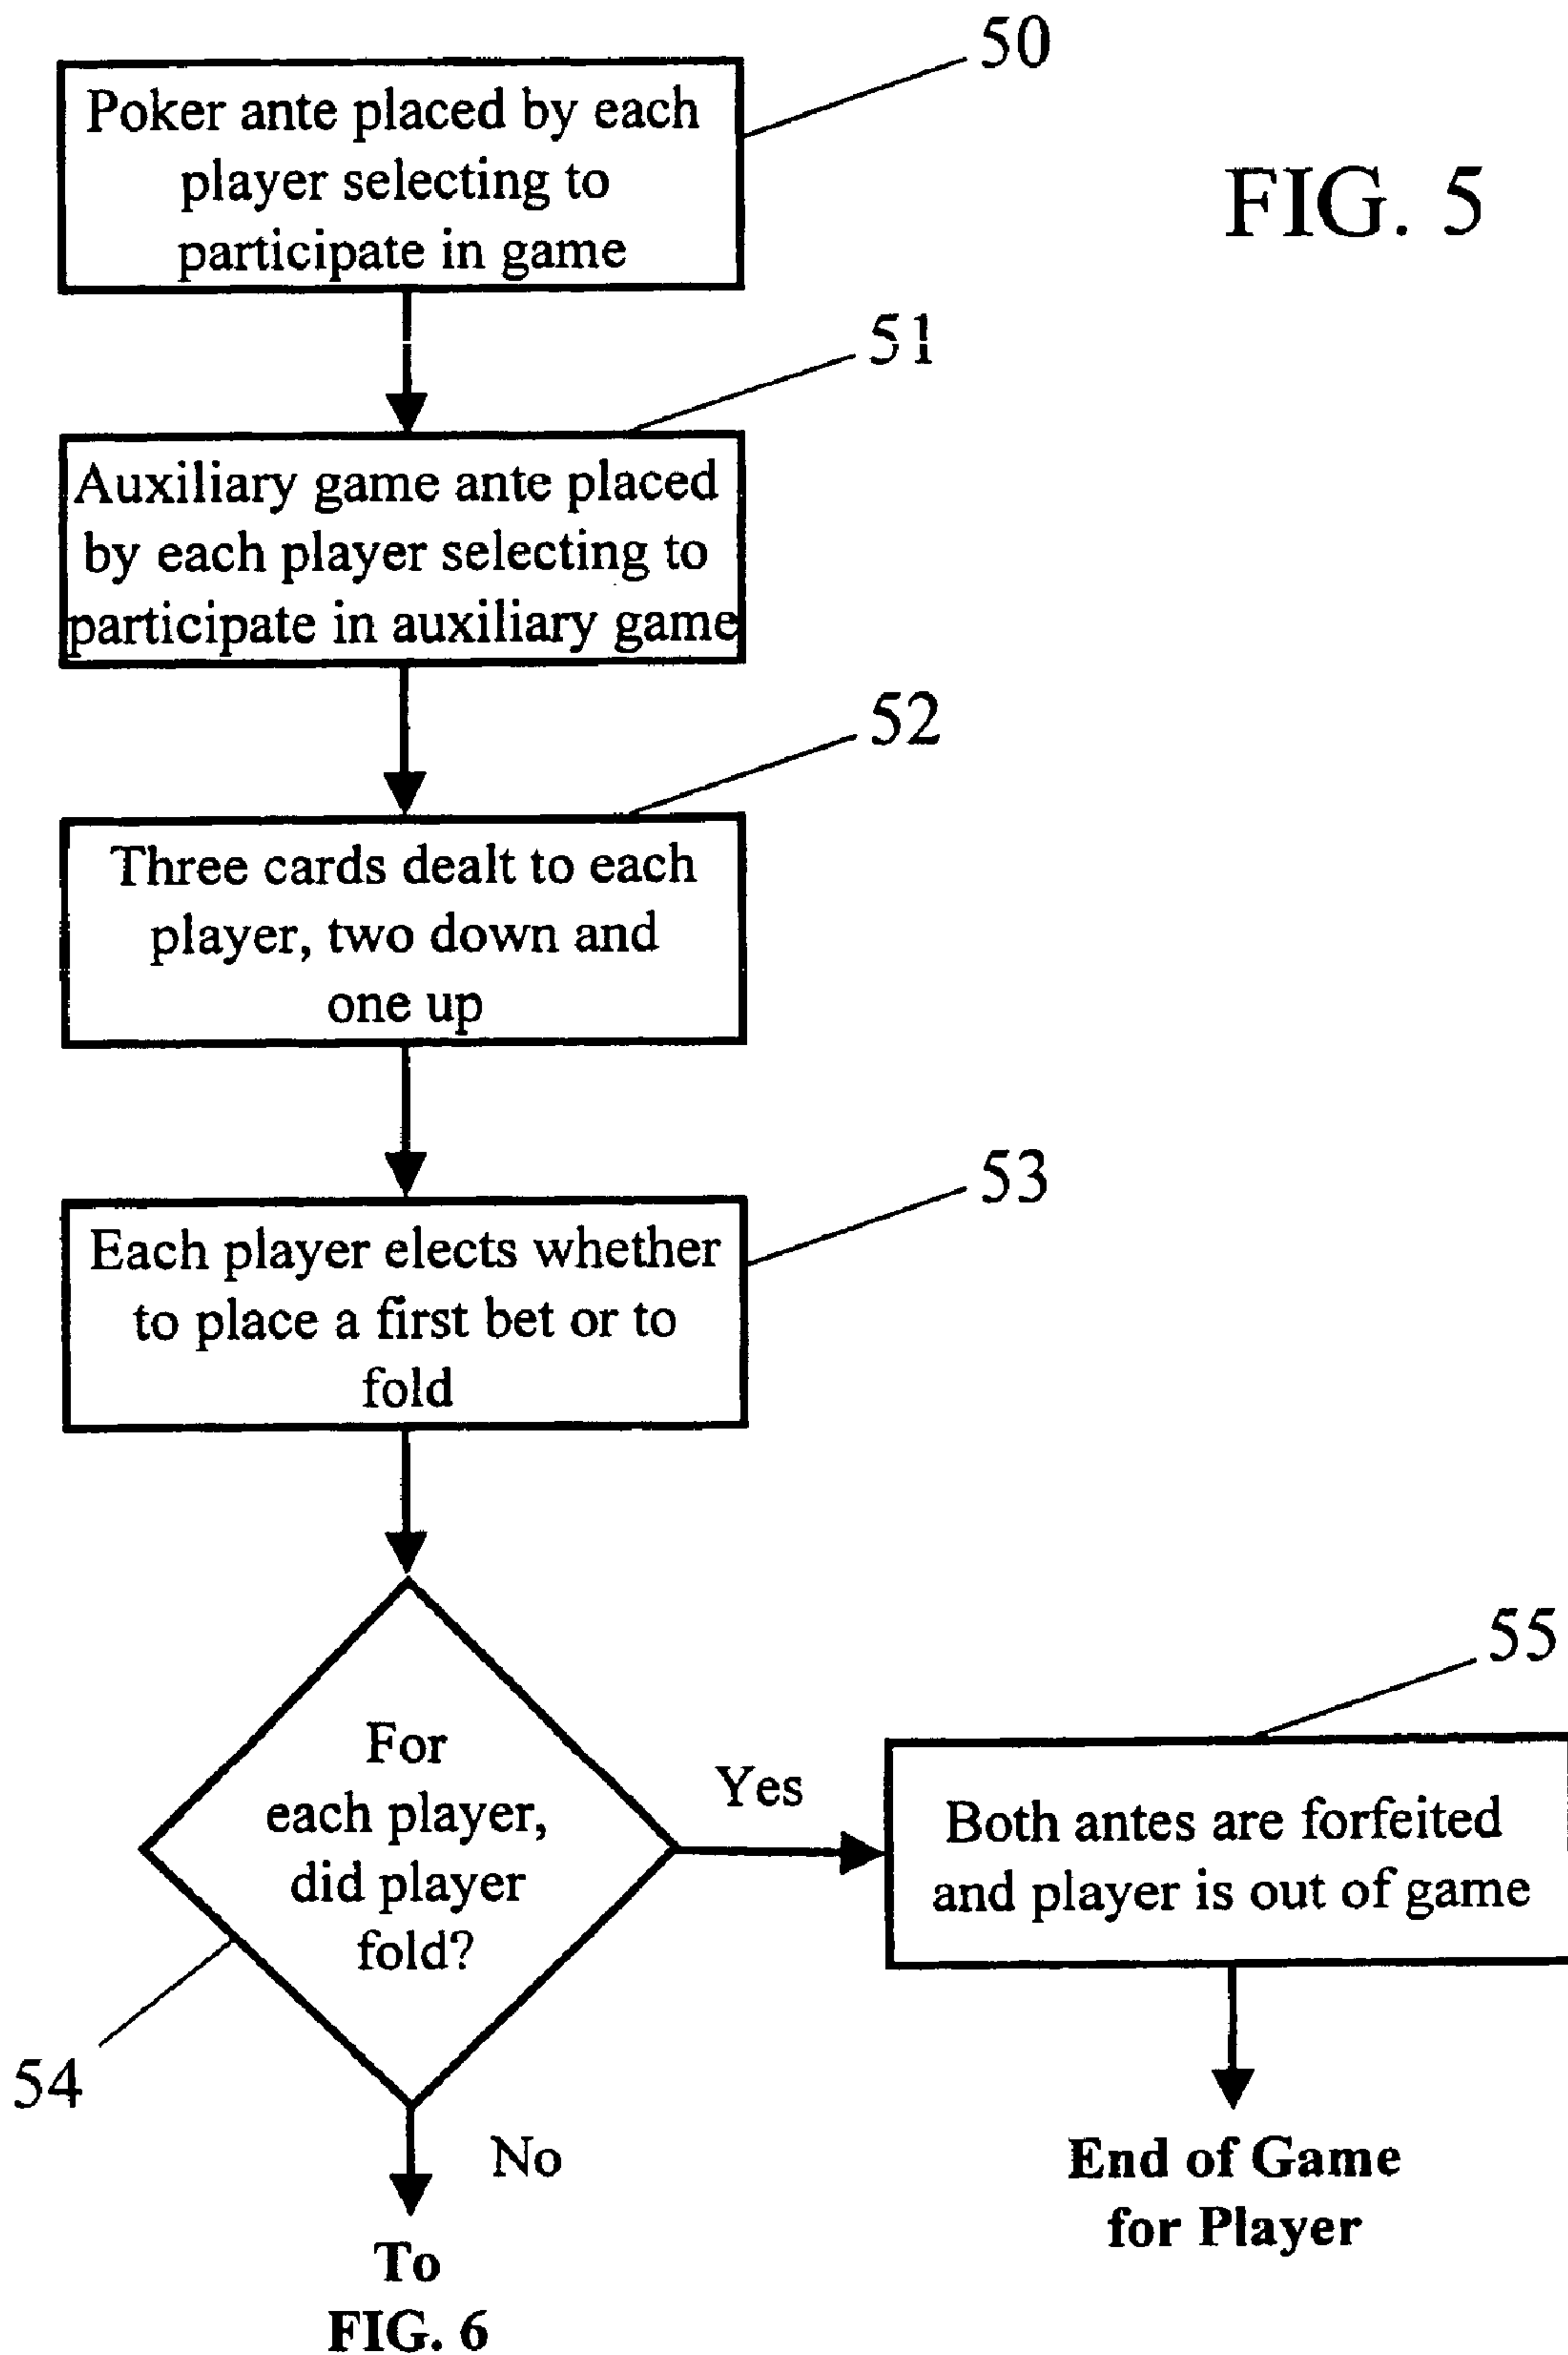 50
Poker ante placed by each
player selecting to
participate in game
FIG. 5
51
Auxiliary game ante placed
by each player selecting to
participate in auxiliary game
52
Three cards dealt to each
player, two down and
one up
53
Each player elects whether
to place a first bet or to
fold
For
each player,
did player
fold?
54
Yes
55
Both antes are forfeited
and player is out of game
No
To
FIG. 6
End of Game
for Player